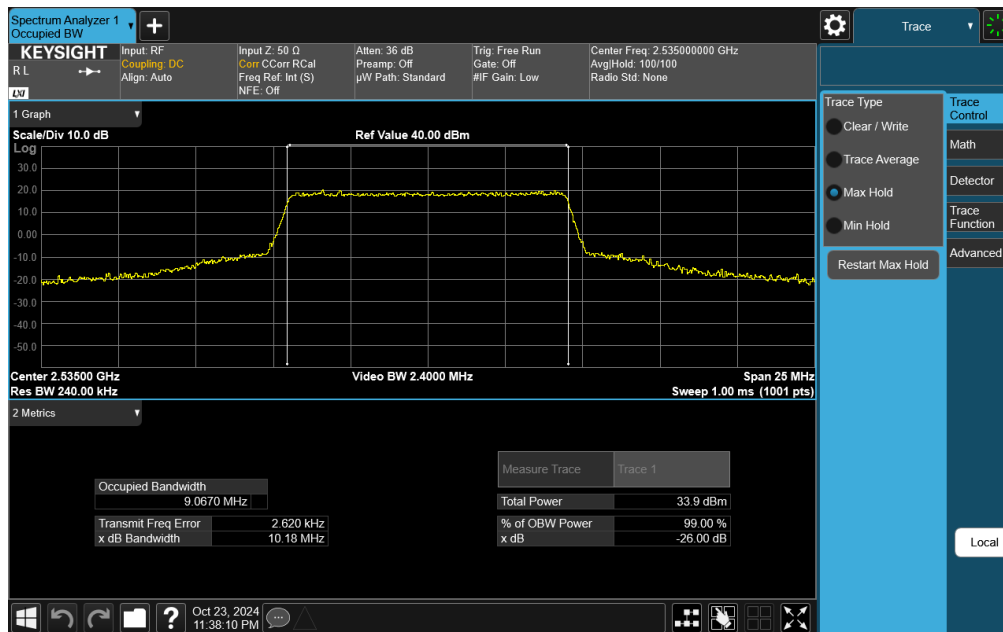 Spectrum Analyzer 1
Occupied BW
Trace
KEYSIGHT
R L
LXI
Input: RF
Coupling: DC
Align: Auto
Input Z: 50 Ω
Corr CCorr RCal
Freq Ref: Int (S)
NFE: Off
Atten: 36 dB
Preamp: Off
µW Path: Standard
Trig: Free Run
Gate: Off
#IF Gain: Low
Center Freq: 2.535000000 GHz
Avg|Hold: 100/100
Radio Std: None
1 Graph
Scale/Div 10.0 dB
Ref Value 40.00 dBm
Log
30.0
20.0
10.0
0.00
-10.0
-20.0
-30.0
-40.0
-50.0
Center 2.53500 GHz
Video BW 2.4000 MHz
Span 25 MHz
Res BW 240.00 kHz
Sweep 1.00 ms (1001 pts)
2 Metrics
Measure Trace
Trace 1
Occupied Bandwidth
9.0670 MHz
Total Power
33.9 dBm
Transmit Freq Error
2.620 kHz
% of OBW Power
99.00 %
x dB Bandwidth
10.18 MHz
x dB
-26.00 dB
Trace Type
Clear / Write
Trace Average
Max Hold
Min Hold
Restart Max Hold
Trace
Control
Math
Detector
Trace
Function
Advanced
Local
Oct 23, 2024
11:38:10 PM